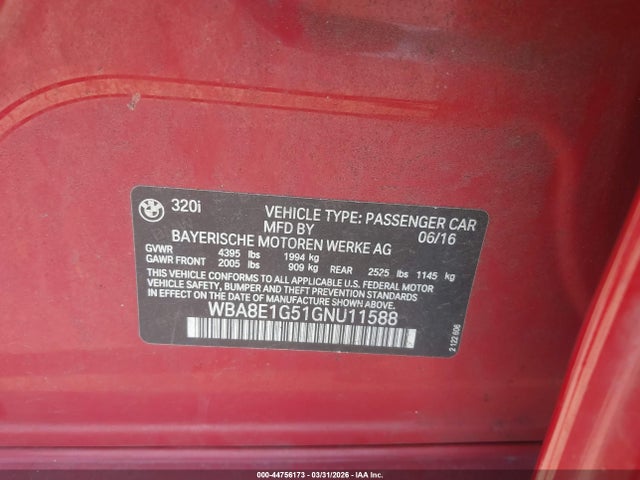 320i
VEHICLE TYPE: PASSENGER CAR
MFD BY 06/16
BAYERISCHE MOTOREN WERKE AG
GVWR 4395 lbs 1994 kg
GAWR FRONT 2005 lbs 909 kg REAR 2525 lbs 1145 kg
THIS VEHICLE CONFORMS TO ALL APPLICABLE U.S. FEDERAL MOTOR
VEHICLE SAFETY, BUMPER AND THEFT PREVENTION STANDARDS
IN EFFECT ON THE DATE OF MANUFACTURE SHOWN ABOVE.
WBA8E1G51GNU11588
2 122 606
000-44756173 - 03/31/2026 - IAA Inc.